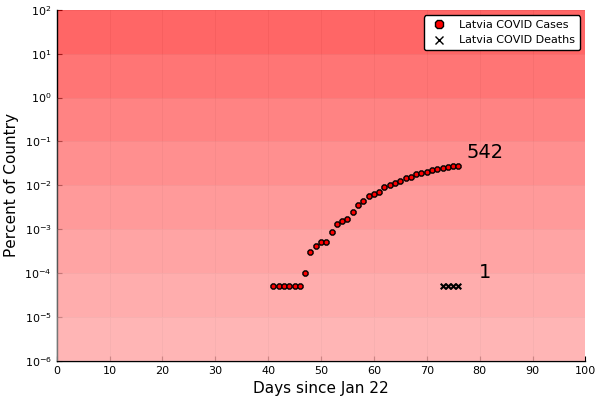 10²
10¹
10⁰
10⁻¹
10⁻²
10⁻³
10⁻⁴
10⁻⁵
10⁻⁶
Percent of Country
Latvia COVID Cases
Latvia COVID Deaths
542
1
0 10 20 30 40 50 60 70 80 90 100
Days since Jan 22